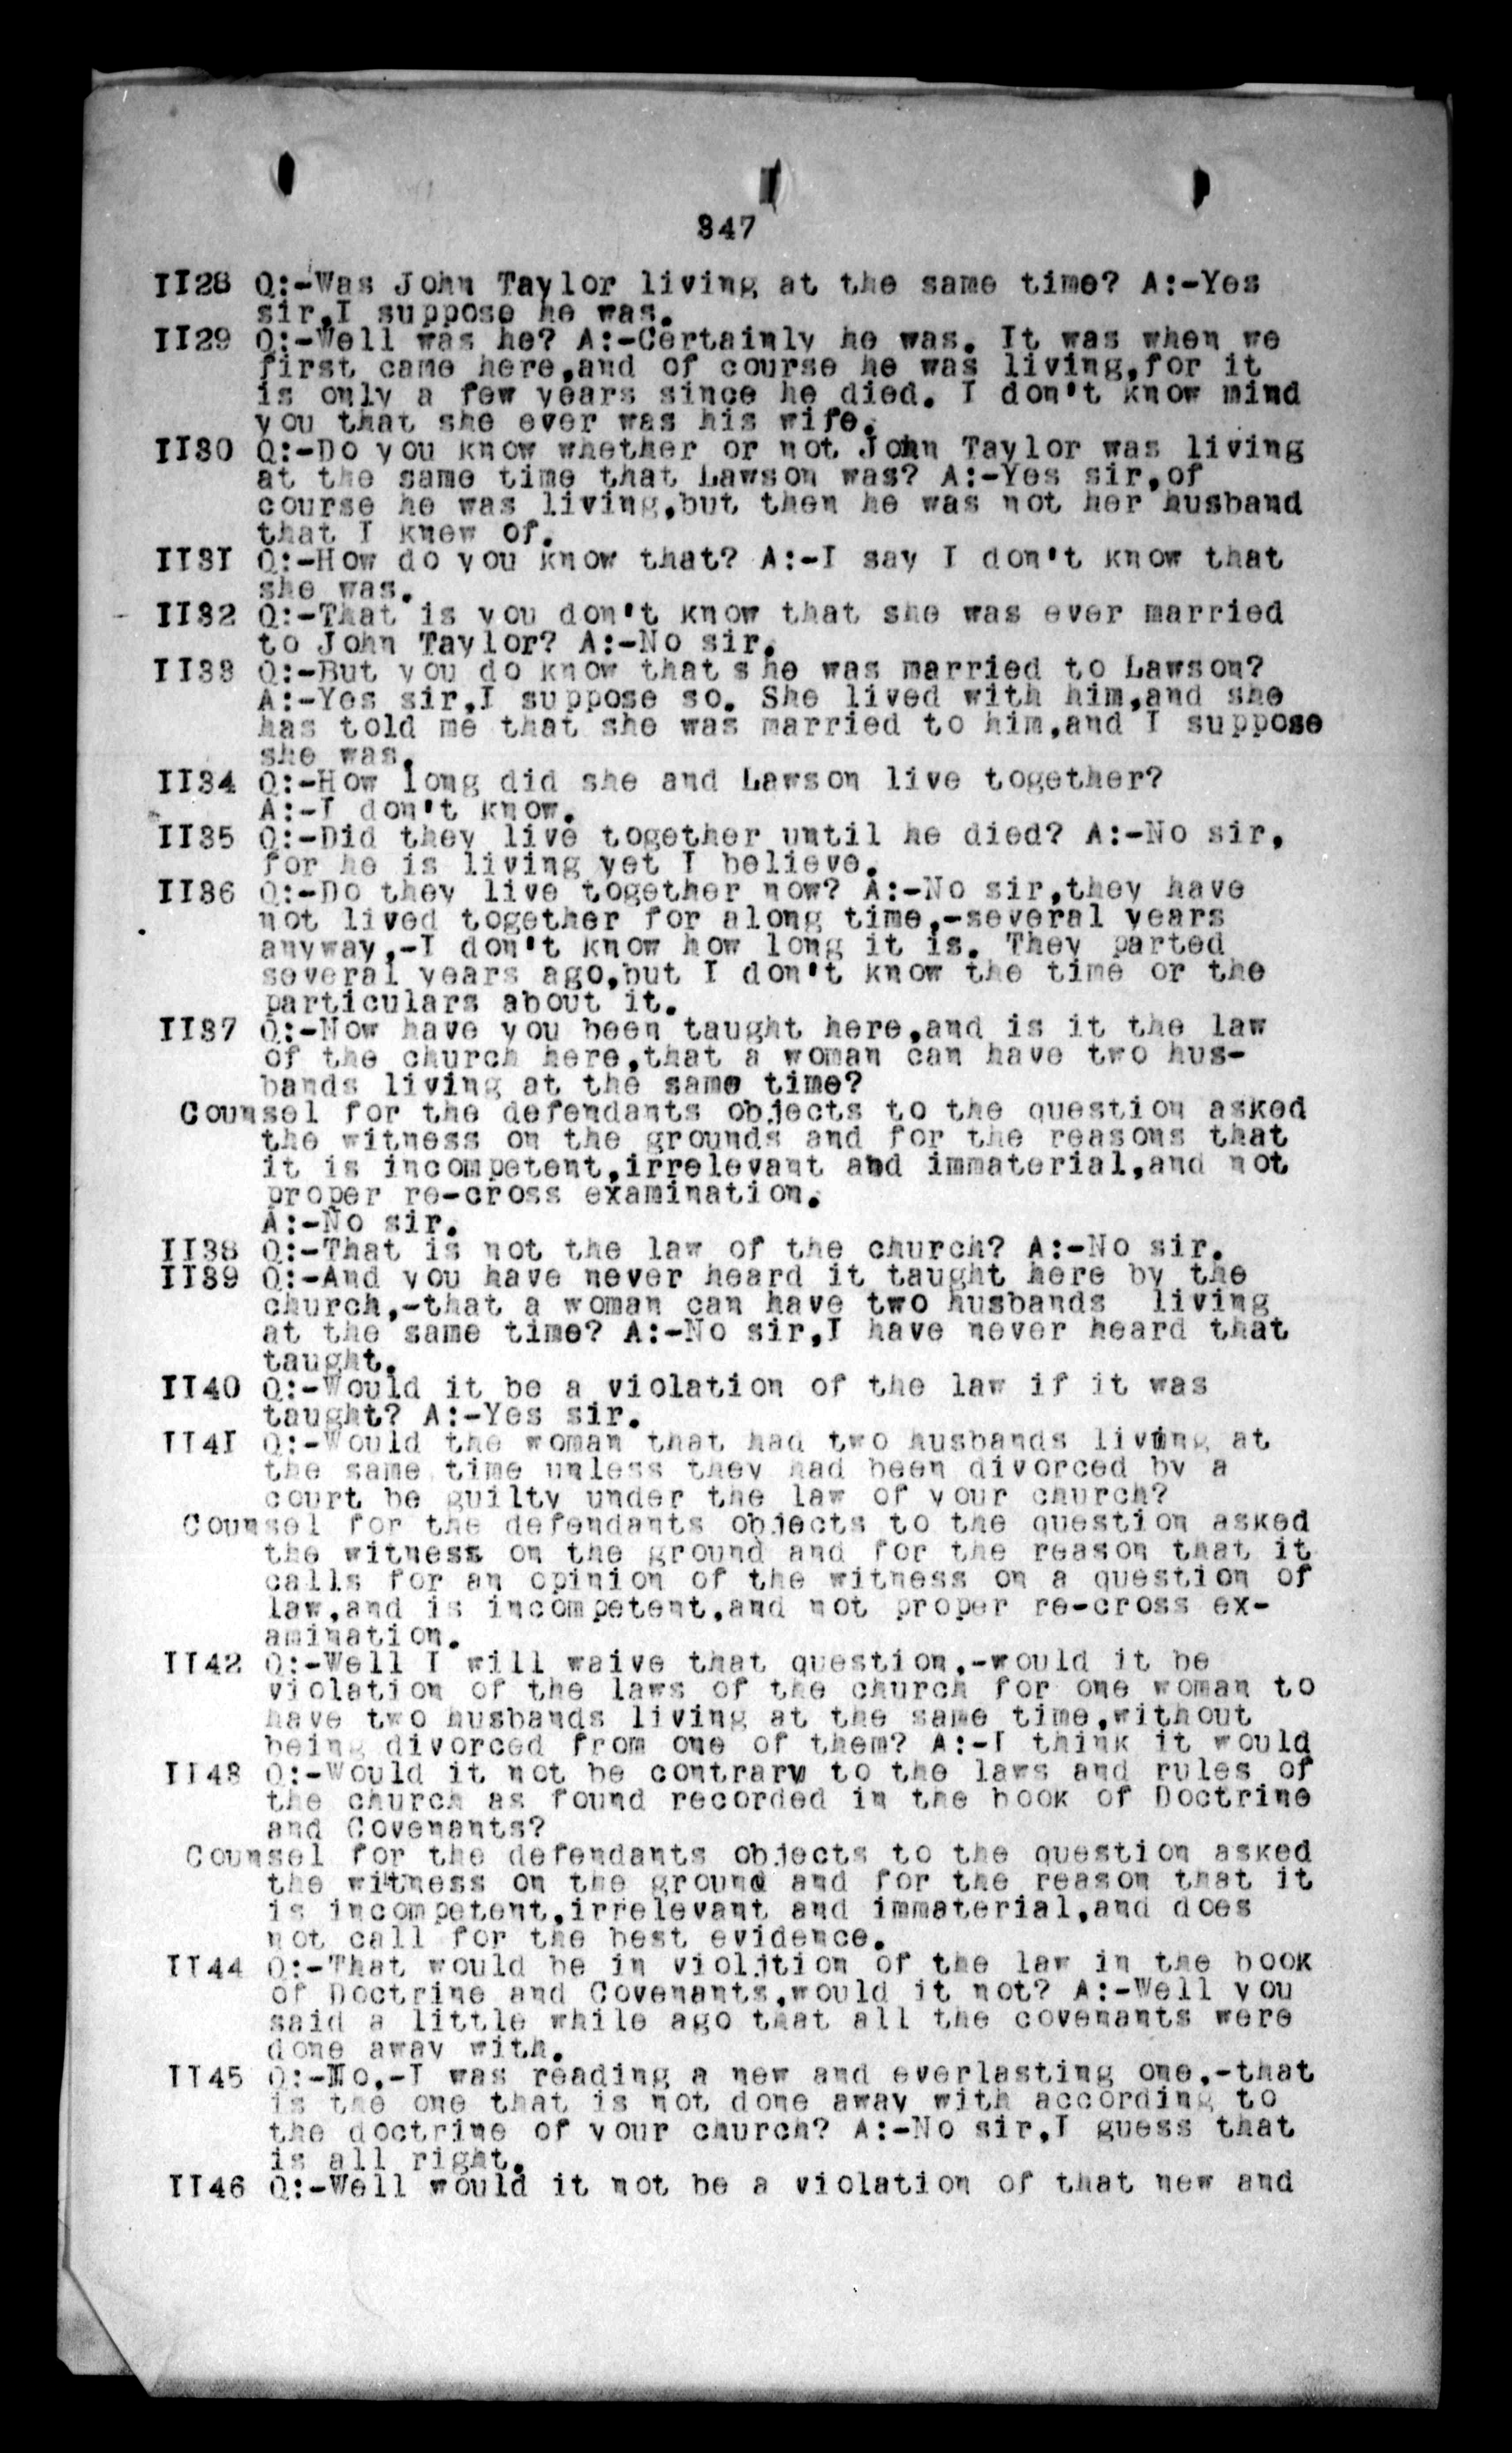 347
II28 Q:-Was John Taylor living at the same time? A:-Yes
sir,I suppose he was.
II29 Q:-Well was he? A:-Certainly he was. It was when we
first came here,and of course he was living,for it
is only a few years since he died. I don't know mind
you that she ever was his wife.
II30 Q:-Do you know whether or not John Taylor was living
at the same time that Lawson was? A:-Yes sir,of
course he was living,but then he was not her husband
that I knew of.
II3I Q:-How do you know that? A:-I say I don't know that
she was.
II32 Q:-That is you don't know that she was ever married
to John Taylor? A:-No sir.
II33 Q:-But you do know that s he was married to Lawson?
A:-Yes sir,I suppose so. She lived with him,and she
has told me that she was married to him,and I suppose
she was.
II34 Q:-How long did she and Lawson live together?
A:-I don't know.
II35 Q:-Did they live together until he died? A:-No sir,
for he is living yet I believe.
II36 Q:-Do they live together now? A:-No sir,they have
not lived together for along time,-several years
anyway,-I don't know how long it is. They parted
several years ago,but I don't know the time or the
particulars about it.
II37 Q:-Now have you been taught here,and is it the law
of the church here,that a woman can have two hus-
bands living at the same time?
Counsel for the defendants objects to the question asked
the witness on the grounds and for the reasons that
it is incompetent,irrelevant and immaterial,and not
proper re-cross examination.
A:-No sir.
II38 Q:-That is not the law of the church? A:-No sir.
II39 Q:-And you have never heard it taught here by the
church,-that a woman can have two husbands living
at the same time? A:-No sir,I have never heard that
taught.
II40 Q:-Would it be a violation of the law if it was
taught? A:-Yes sir.
II4I Q:-Would the woman that had two husbands living at
the same time unless they had been divorced by a
court be guilty under the law of your church?
Counsel for the defendants objects to the question asked
the witness on the ground and for the reason that it
calls for an opinion of the witness on a question of
law,and is incompetent,and not proper re-cross ex-
amination.
II42 Q:-Well I will waive that question,-would it be
violation of the laws of the church for one woman to
have two husbands living at the same time,without
being divorced from one of them? A:-I think it would
II43 Q:-Would it not be contrary to the laws and rules of
the church as found recorded in the book of Doctrine
and Covenants?
Counsel for the defendants objects to the question asked
the witness on the ground and for the reason that it
is incompetent,irrelevant and immaterial,and does
not call for the best evidence.
II44 Q:-That would be in violition of the law in the book
of Doctrine and Covenants,would it not? A:-Well you
said a little while ago that all the covenants were
done away with.
II45 Q:-No,-I was reading a new and everlasting one,-that
is the one that is not done away with according to
the doctrine of your church? A:-No sir,I guess that
is all right.
II46 Q:-Well would it not be a violation of that new and